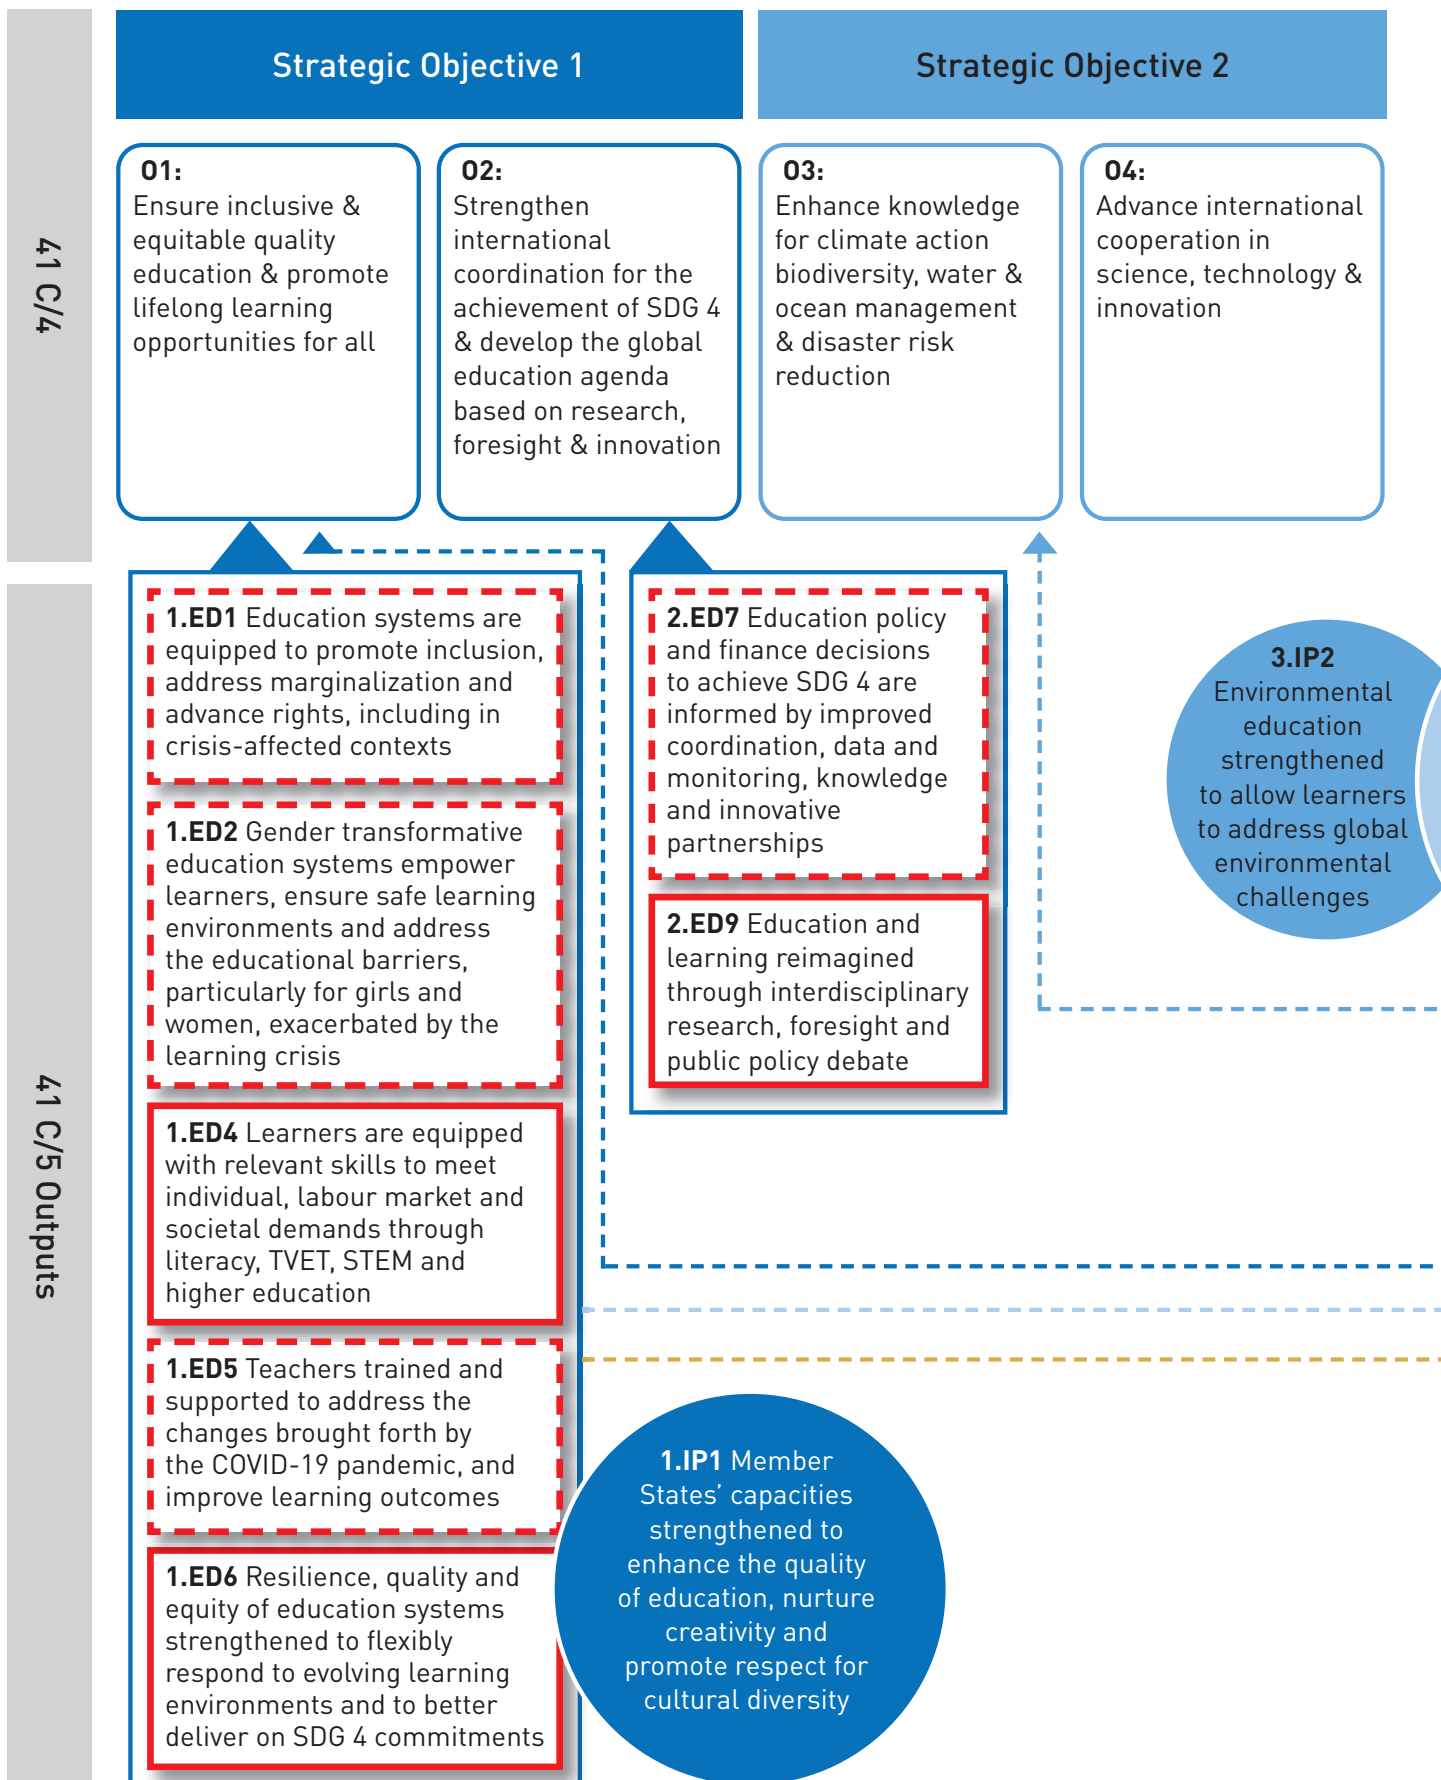 41 C/4
Strategic Objective 1
Strategic Objective 2
O1:
Ensure inclusive &
equitable quality
education & promote
lifelong learning
opportunities for all
O2:
Strengthen
international
coordination for the
achievement of SDG 4
& develop the global
education agenda
based on research,
foresight & innovation
O3:
Enhance knowledge
for climate action
biodiversity, water &
ocean management
& disaster risk
reduction
O4:
Advance international
cooperation in
science, technology &
innovation
41 C/5 Outputs
1.ED1 Education systems are
equipped to promote inclusion,
address marginalization and
advance rights, including in
crisis-affected contexts
1.ED2 Gender transformative
education systems empower
learners, ensure safe learning
environments and address
the educational barriers,
particularly for girls and
women, exacerbated by the
learning crisis
1.ED4 Learners are equipped
with relevant skills to meet
individual, labour market and
societal demands through
literacy, TVET, STEM and
higher education
1.ED5 Teachers trained and
supported to address the
changes brought forth by
the COVID-19 pandemic, and
improve learning outcomes
1.ED6 Resilience, quality and
equity of education systems
strengthened to flexibly
respond to evolving learning
environments and to better
deliver on SDG 4 commitments
2.ED7 Education policy
and finance decisions
to achieve SDG 4 are
informed by improved
coordination, data and
monitoring, knowledge
and innovative
partnerships
2.ED9 Education and
learning reimagined
through interdisciplinary
research, foresight and
public policy debate
3.IP2
Environmental
education
strengthened
to allow learners
to address global
environmental
challenges
1.IP1 Member
States’ capacities
strengthened to
enhance the quality
of education, nurture
creativity and
promote respect for
cultural diversity